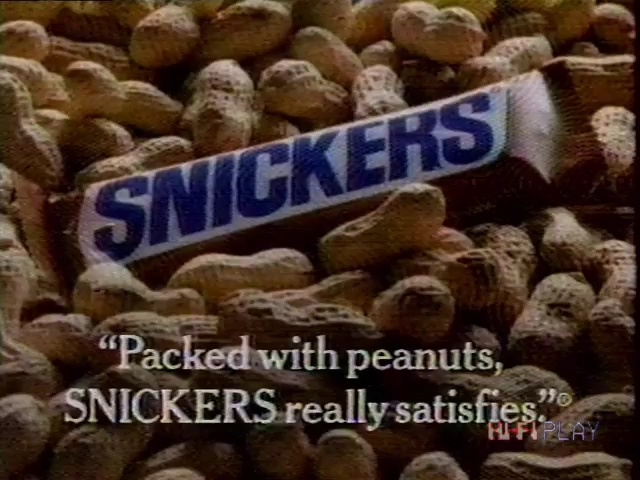 SNICKERS
"Packed with peanuts,
SNICKERS really satisfies."®
HI-FI PLAY